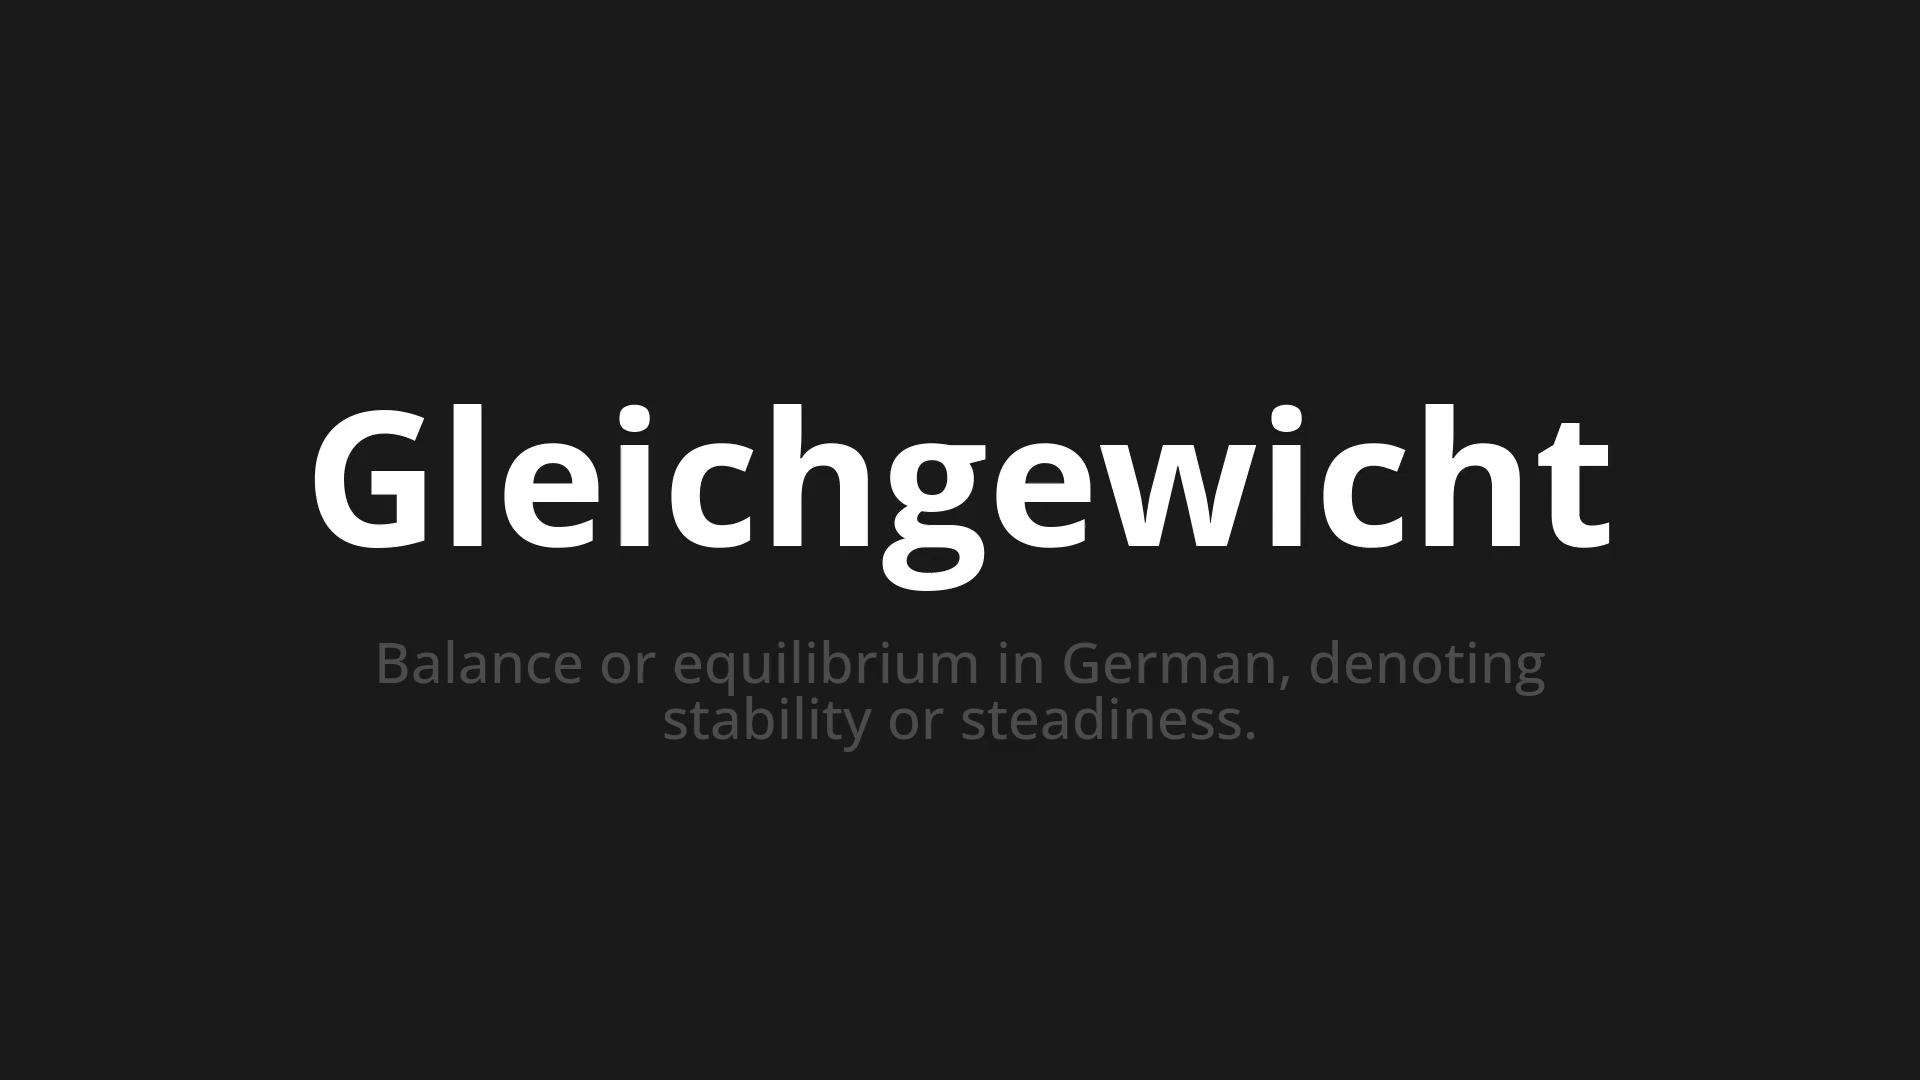 Gleichgewicht
Balance or equilibrium in German, denoting
stability or steadiness.